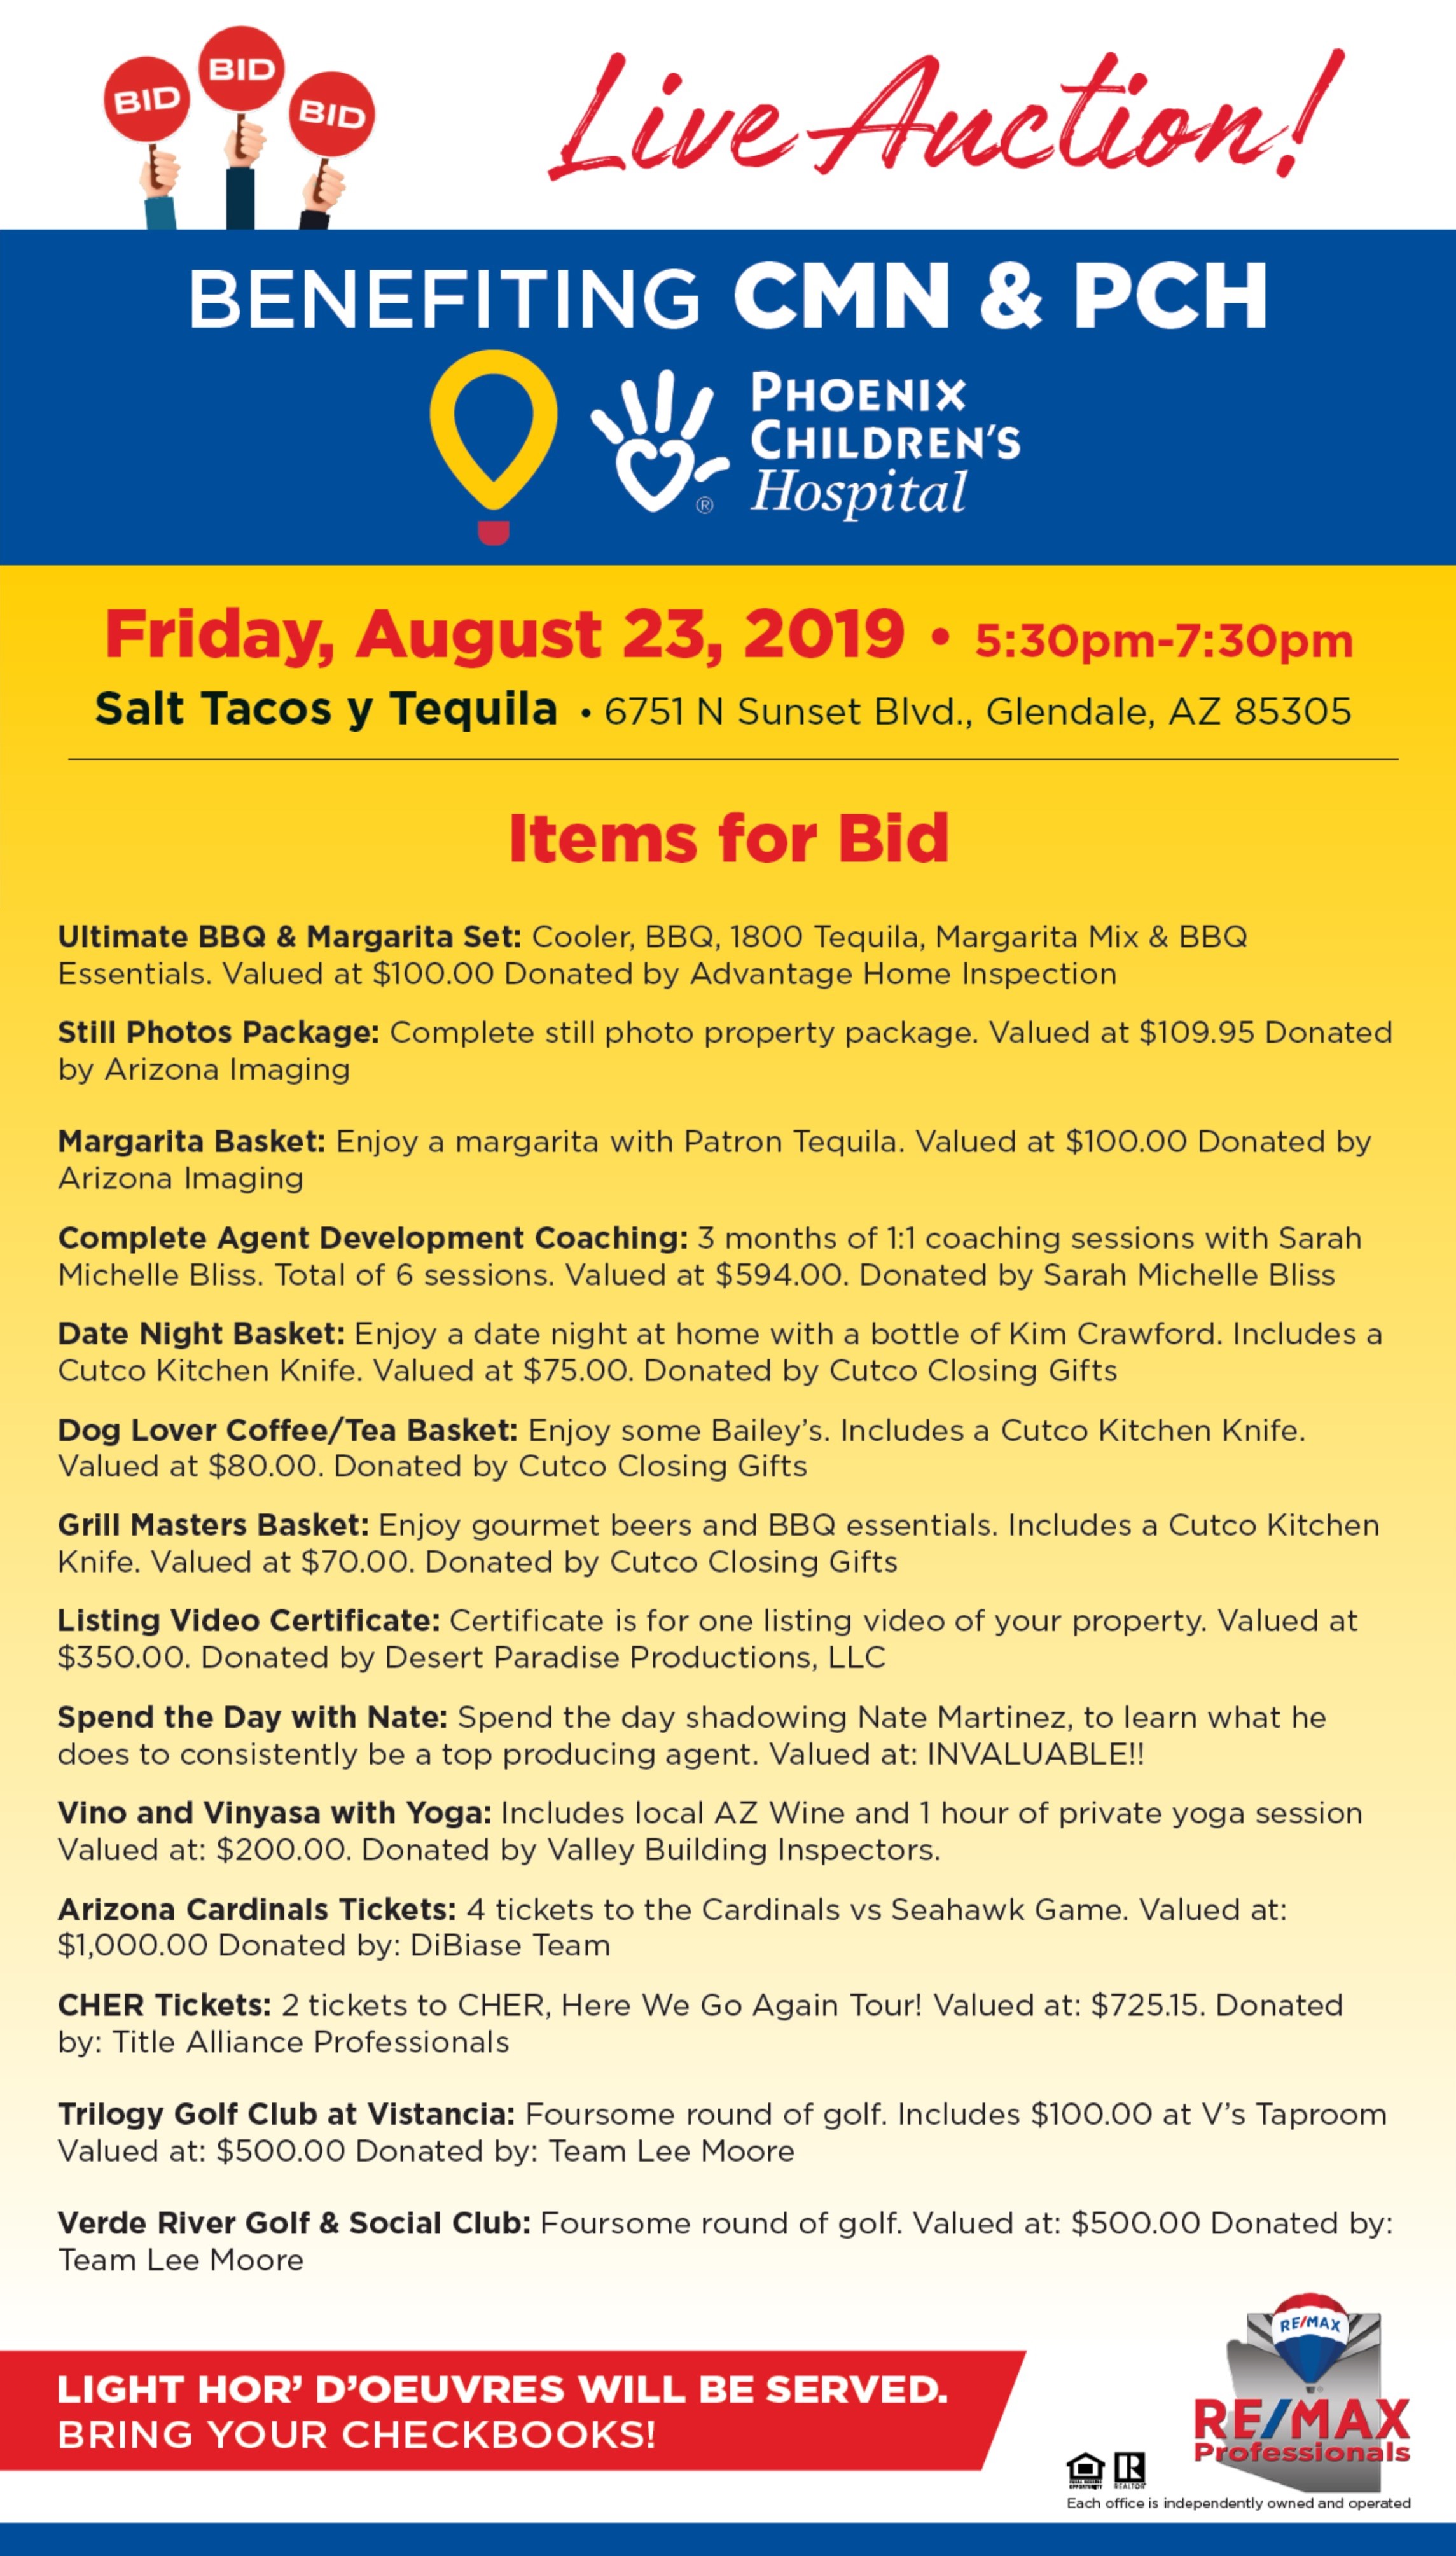 BID
BID
BID
Live Auction!
BENEFITING CMN & PCH
PHOENIX
CHILDREN'S
Hospital
®
Friday, August 23, 2019 • 5:30pm-7:30pm
Salt Tacos y Tequila • 6751 N Sunset Blvd., Glendale, AZ 85305
Items for Bid
Ultimate BBQ & Margarita Set: Cooler, BBQ, 1800 Tequila, Margarita Mix & BBQ
Essentials. Valued at $100.00 Donated by Advantage Home Inspection
Still Photos Package: Complete still photo property package. Valued at $109.95 Donated
by Arizona Imaging
Margarita Basket: Enjoy a margarita with Patron Tequila. Valued at $100.00 Donated by
Arizona Imaging
Complete Agent Development Coaching: 3 months of 1:1 coaching sessions with Sarah
Michelle Bliss. Total of 6 sessions. Valued at $594.00. Donated by Sarah Michelle Bliss
Date Night Basket: Enjoy a date night at home with a bottle of Kim Crawford. Includes a
Cutco Kitchen Knife. Valued at $75.00. Donated by Cutco Closing Gifts
Dog Lover Coffee/Tea Basket: Enjoy some Bailey's. Includes a Cutco Kitchen Knife.
Valued at $80.00. Donated by Cutco Closing Gifts
Grill Masters Basket: Enjoy gourmet beers and BBQ essentials. Includes a Cutco Kitchen
Knife. Valued at $70.00. Donated by Cutco Closing Gifts
Listing Video Certificate: Certificate is for one listing video of your property. Valued at
$350.00. Donated by Desert Paradise Productions, LLC
Spend the Day with Nate: Spend the day shadowing Nate Martinez, to learn what he
does to consistently be a top producing agent. Valued at: INVALUABLE!!
Vino and Vinyasa with Yoga: Includes local AZ Wine and 1 hour of private yoga session
Valued at: $200.00. Donated by Valley Building Inspectors.
Arizona Cardinals Tickets: 4 tickets to the Cardinals vs Seahawk Game. Valued at:
$1,000.00 Donated by: DiBiase Team
CHER Tickets: 2 tickets to CHER, Here We Go Again Tour! Valued at: $725.15. Donated
by: Title Alliance Professionals
Trilogy Golf Club at Vistancia: Foursome round of golf. Includes $100.00 at V's Taproom
Valued at: $500.00 Donated by: Team Lee Moore
Verde River Golf & Social Club: Foursome round of golf. Valued at: $500.00 Donated by:
Team Lee Moore
LIGHT HOR' D'OEUVRES WILL BE SERVED.
BRING YOUR CHECKBOOKS!
RE/MAX
RE/MAX
Professionals
EQUAL HOUSING
OPPORTUNITY
REALTOR
Each office is independently owned and operated